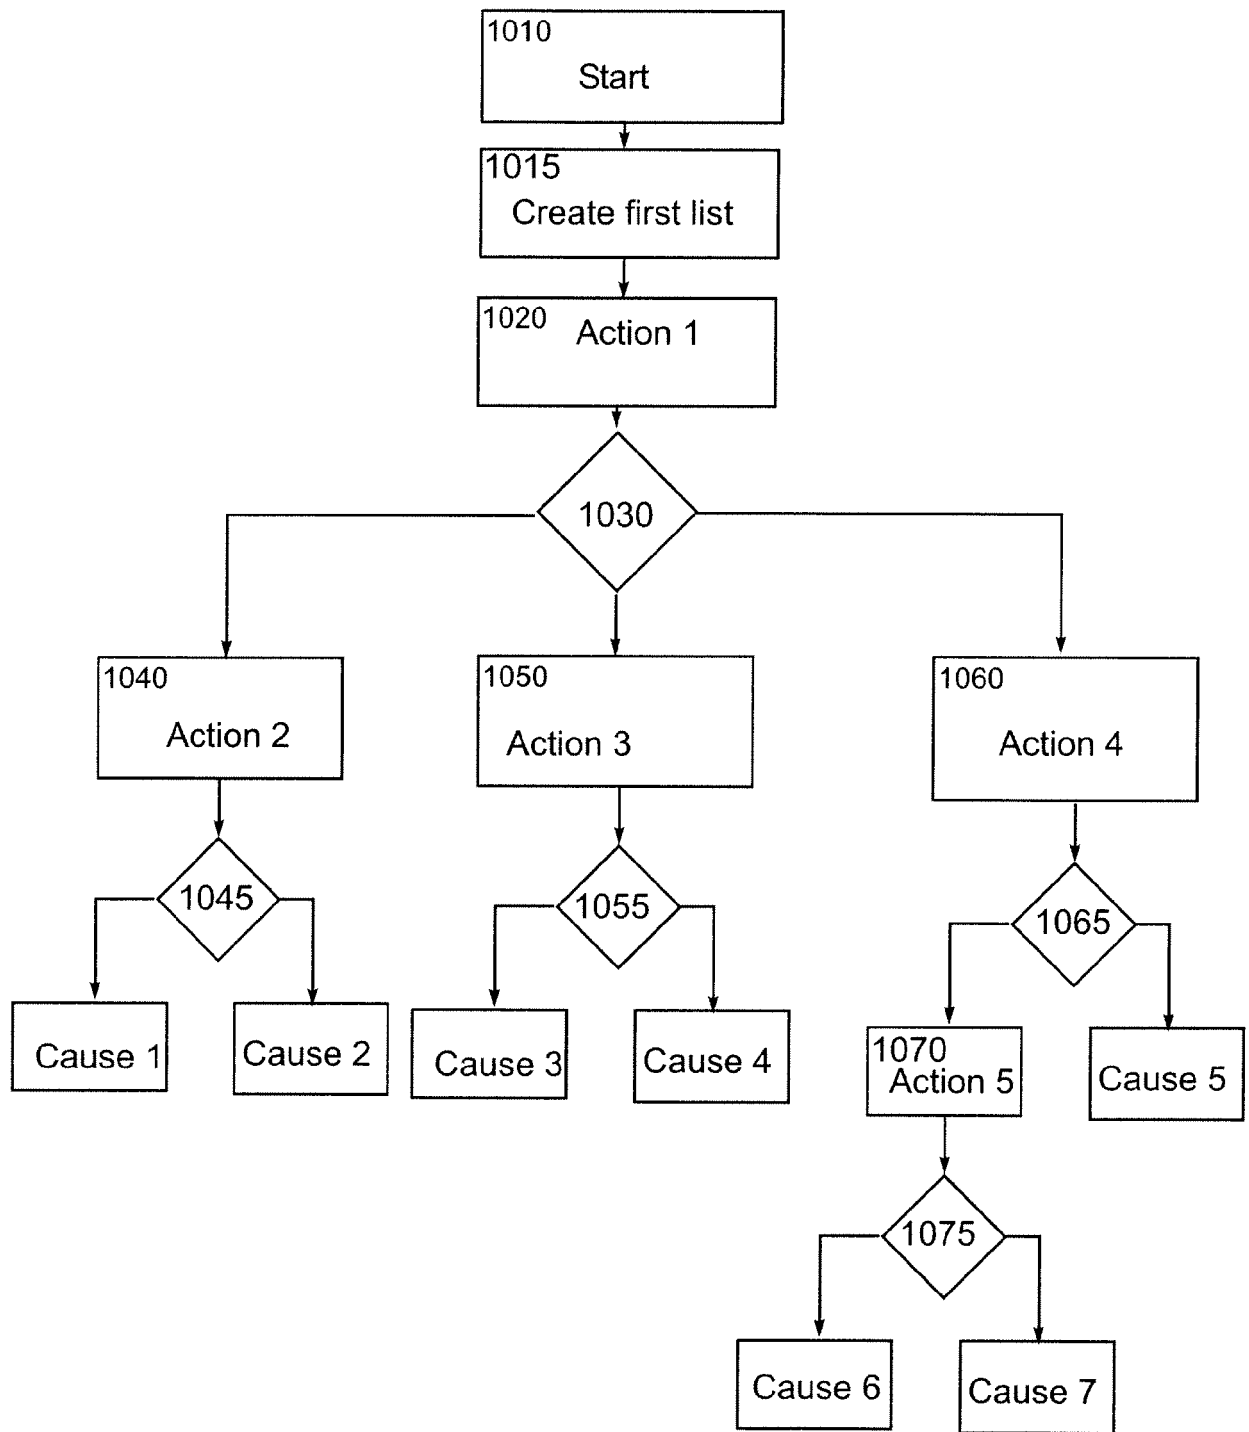 1010
Start
1015
Create first list
1020
Action 1
1030
1040
Action 2
1050
Action 3
1060
Action 4
1045
1055
1065
Cause 1
Cause 2
Cause 3
Cause 4
1070
Action 5
Cause 5
1075
Cause 6
Cause 7